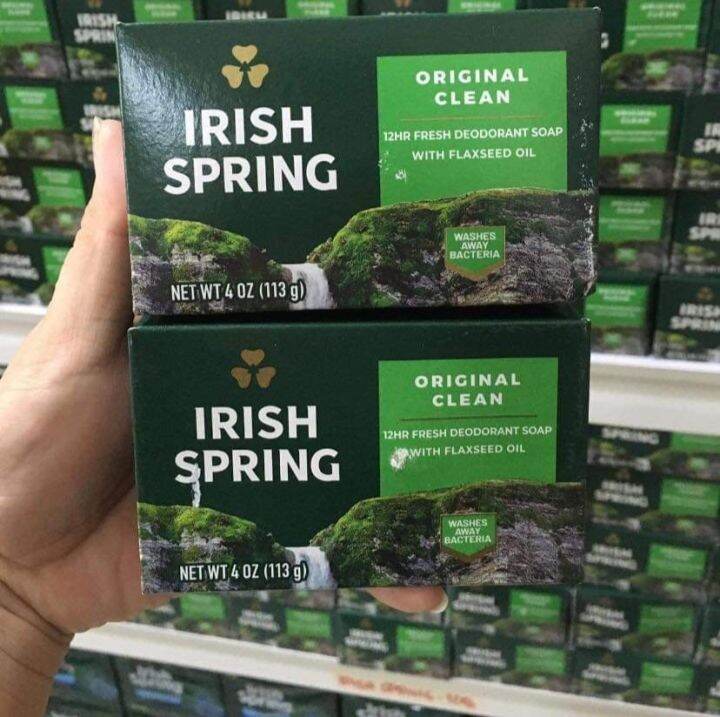 IRISH
SPRING
ORIGINAL
CLEAN
12HR FRESH DEODORANT SOAP
WITH FLAXSEED OIL
WASHES
AWAY
BACTERIA
NET WT 4 OZ (113 g)
IRISH
SPRING
ORIGINAL
CLEAN
12HR FRESH DEODORANT SOAP
WITH FLAXSEED OIL
WASHES
AWAY
BACTERIA
NET WT 4 OZ (113 g)